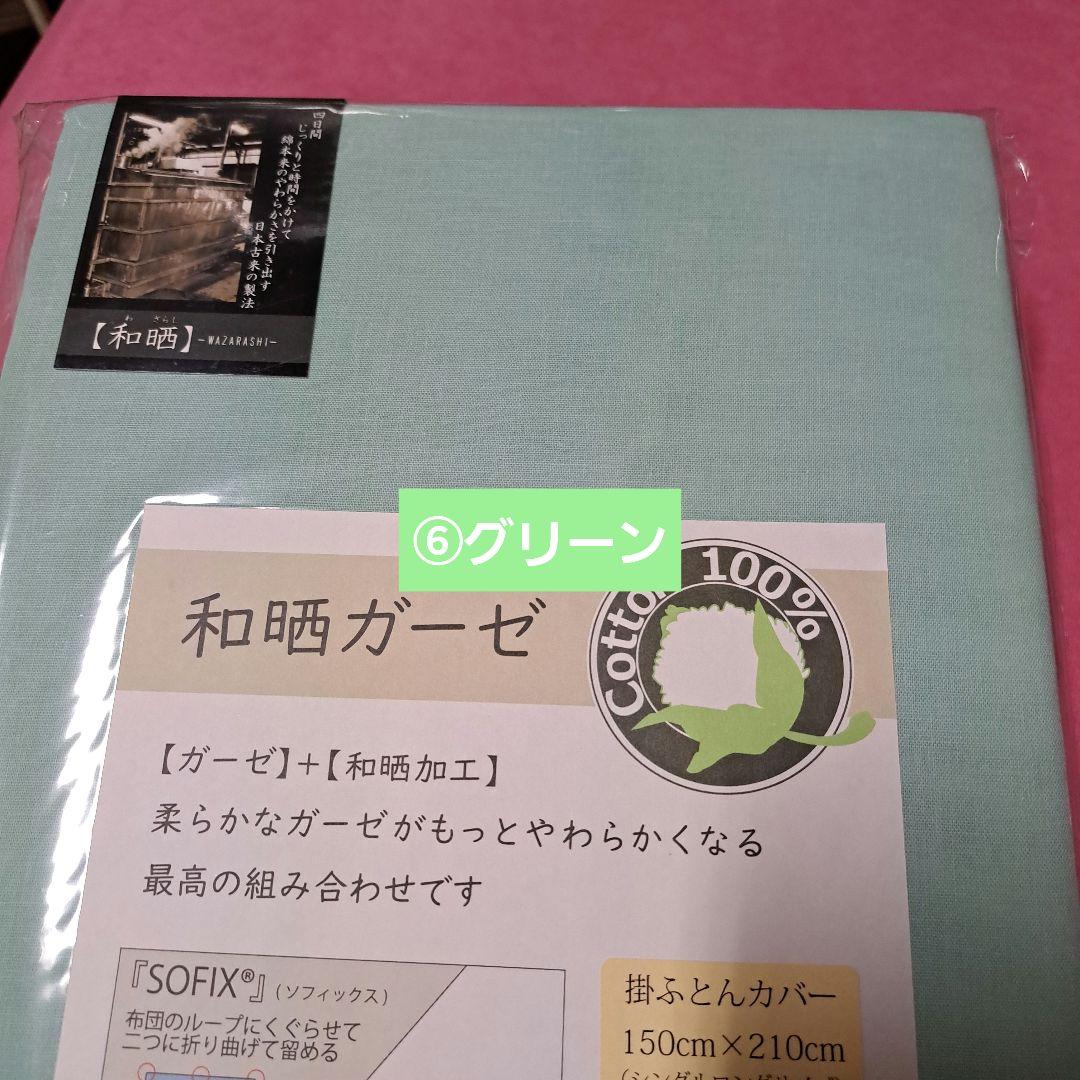 四日間
じっくりと時間をかけて
綿本来のやわらかさを引き出す
日本古来の製法
わ ざらし
【和晒】-WAZARASHI-
⑥グリーン
Cotton 100%
和晒ガーゼ
【ガーゼ】+【和晒加工】
柔らかなガーゼがもっとやわらかくなる
最高の組み合わせです
『SOFIX®』(ソフィックス)
布団のループにくぐらせて
二つに折り曲げて留める
掛ふとんカバー
150cm×210cm